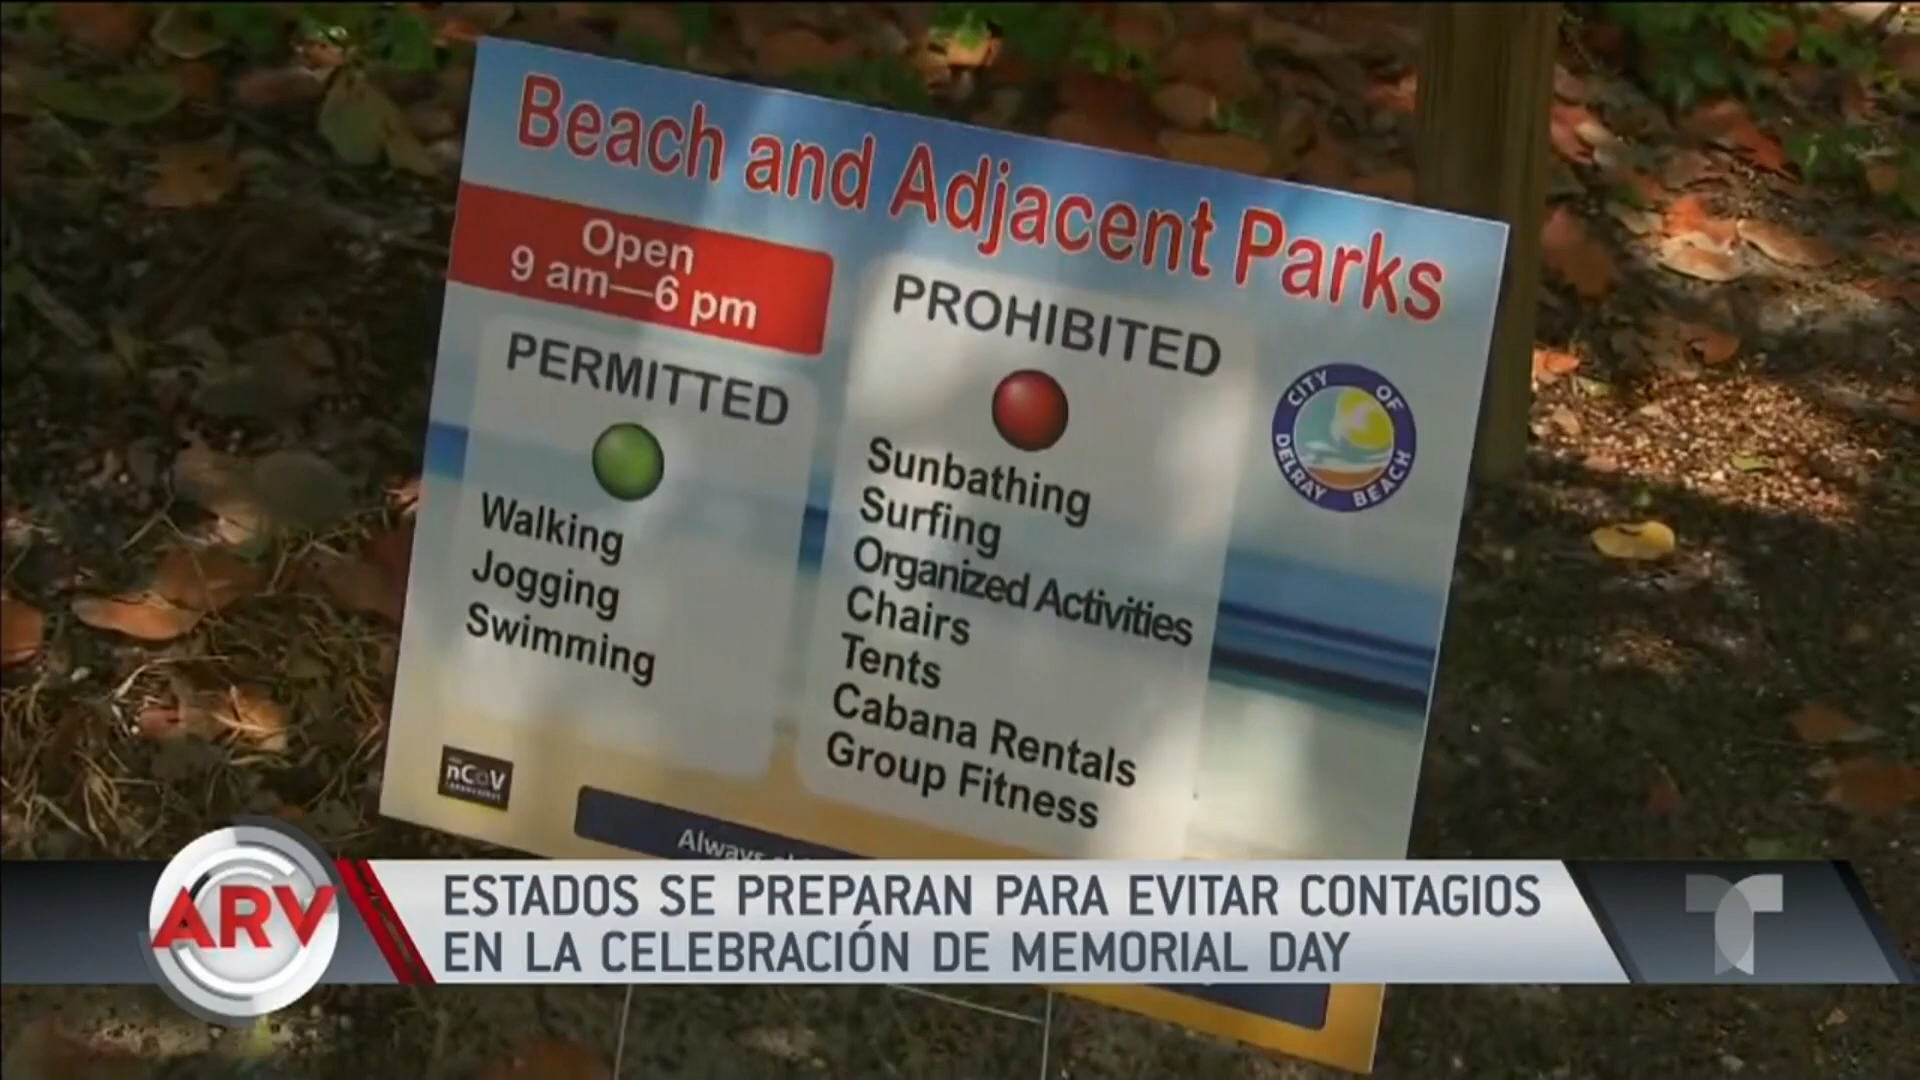 Beach and Adjacent Parks
Open
9 am—6 pm
PERMITTED
Walking
Jogging
Swimming
PROHIBITED
Sunbathing
Surfing
Organized Activities
Chairs
Tents
Cabana Rentals
Group Fitness
CITY OF
DELRAY BEACH
nCoV
Always
ARV
ESTADOS SE PREPARAN PARA EVITAR CONTAGIOS
EN LA CELEBRACIÓN DE MEMORIAL DAY